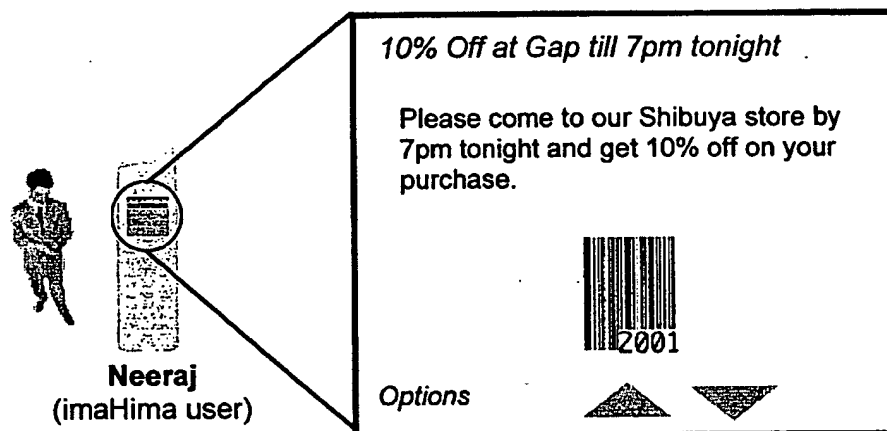 10% Off at Gap till 7pm tonight
Please come to our Shibuya store by
7pm tonight and get 10% off on your
purchase.
2001
Neeraj
(imaHima user)
Options